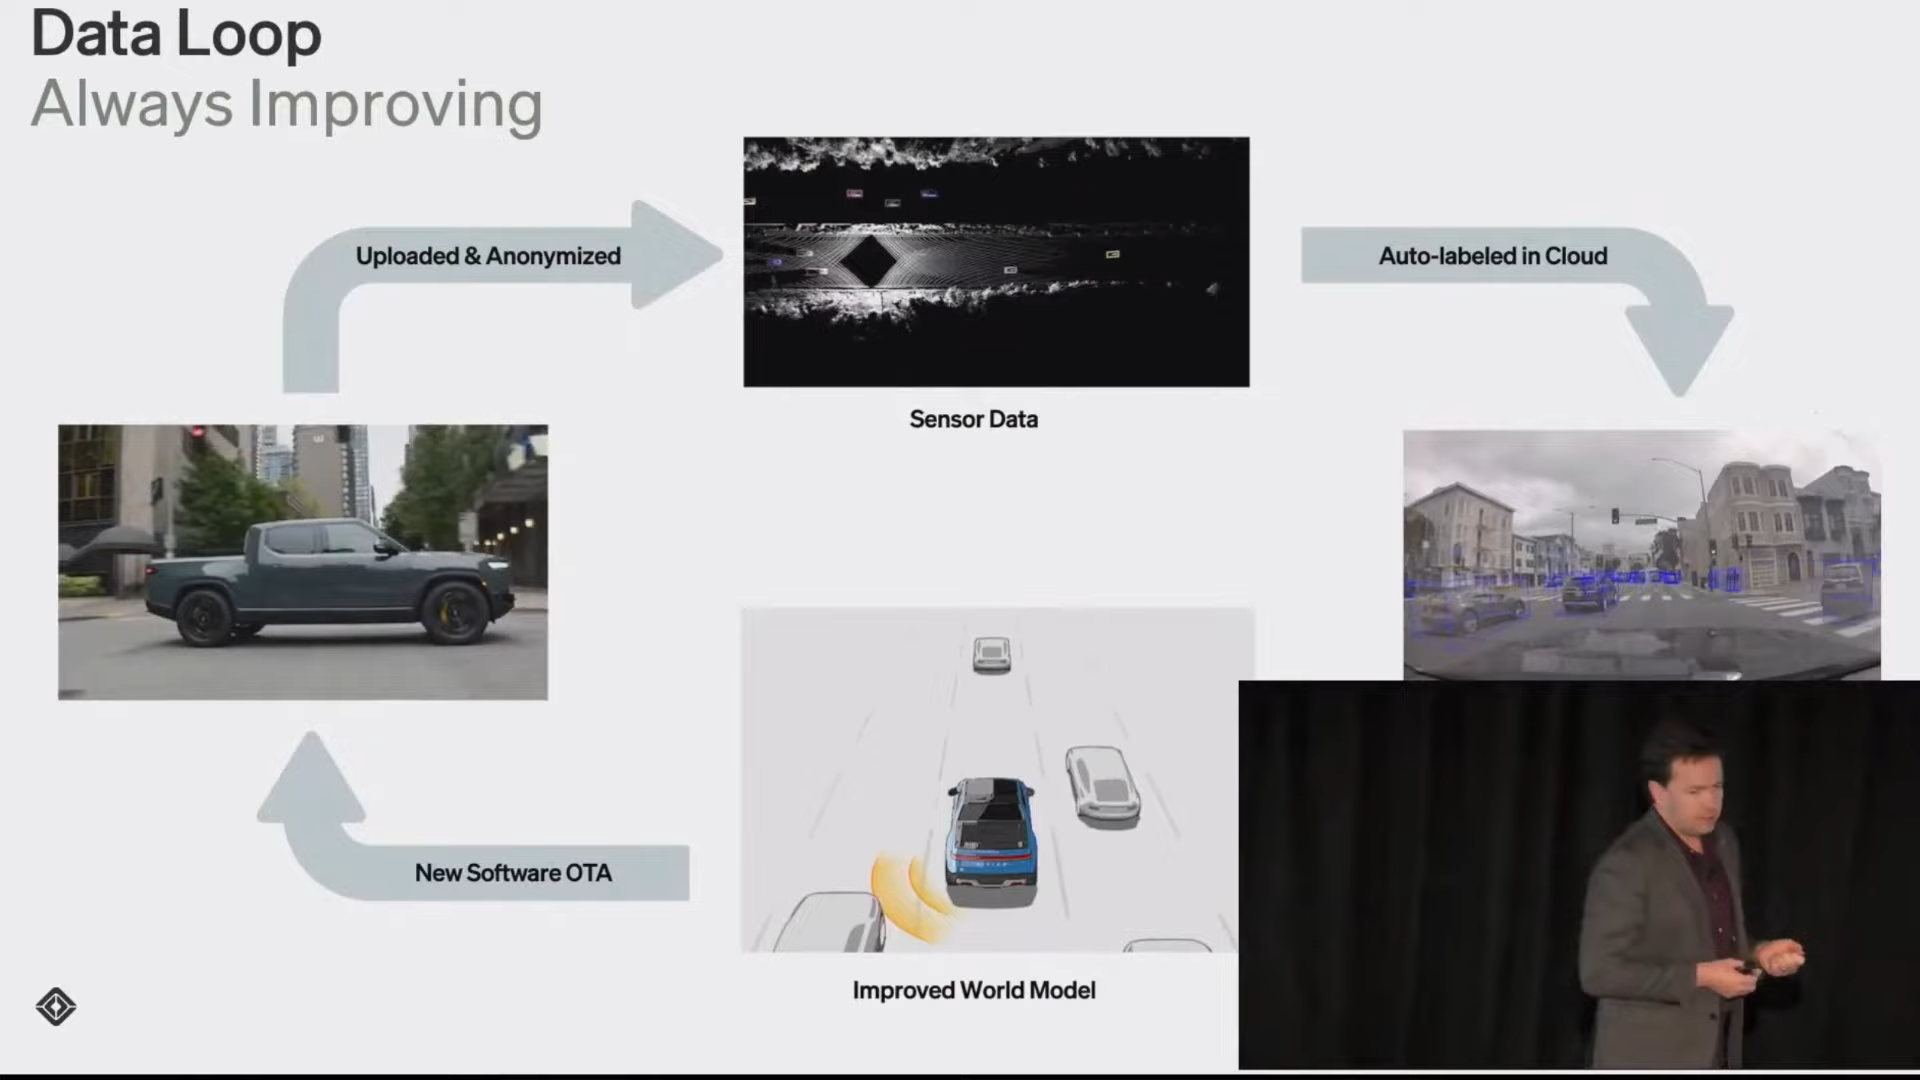 Data Loop
Always Improving
Uploaded & Anonymized
Auto-labeled in Cloud
Sensor Data
New Software OTA
Improved World Model